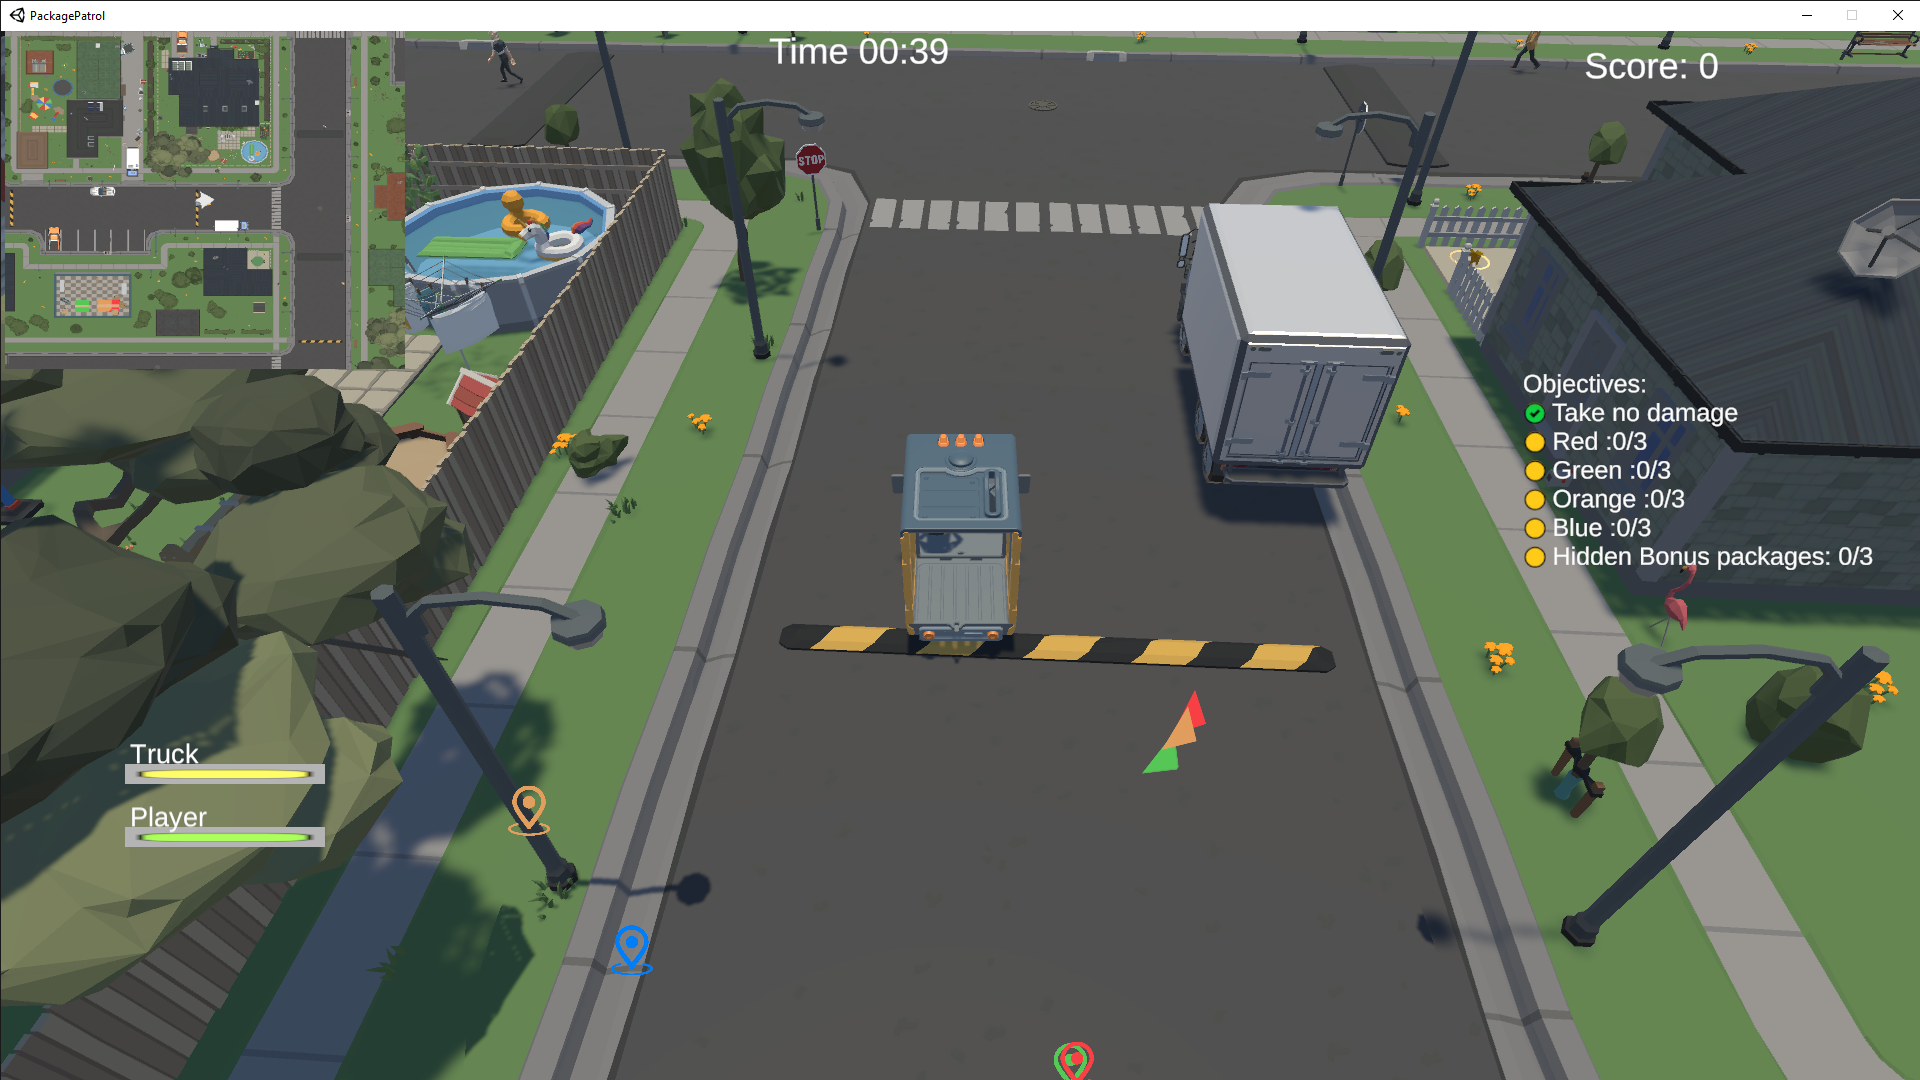 PackagePatrol
Time 00:39
Score: 0
STOP
Objectives:
Take no damage
Red :0/3
Green :0/3
Orange :0/3
Blue :0/3
Hidden Bonus packages: 0/3
Truck
Player